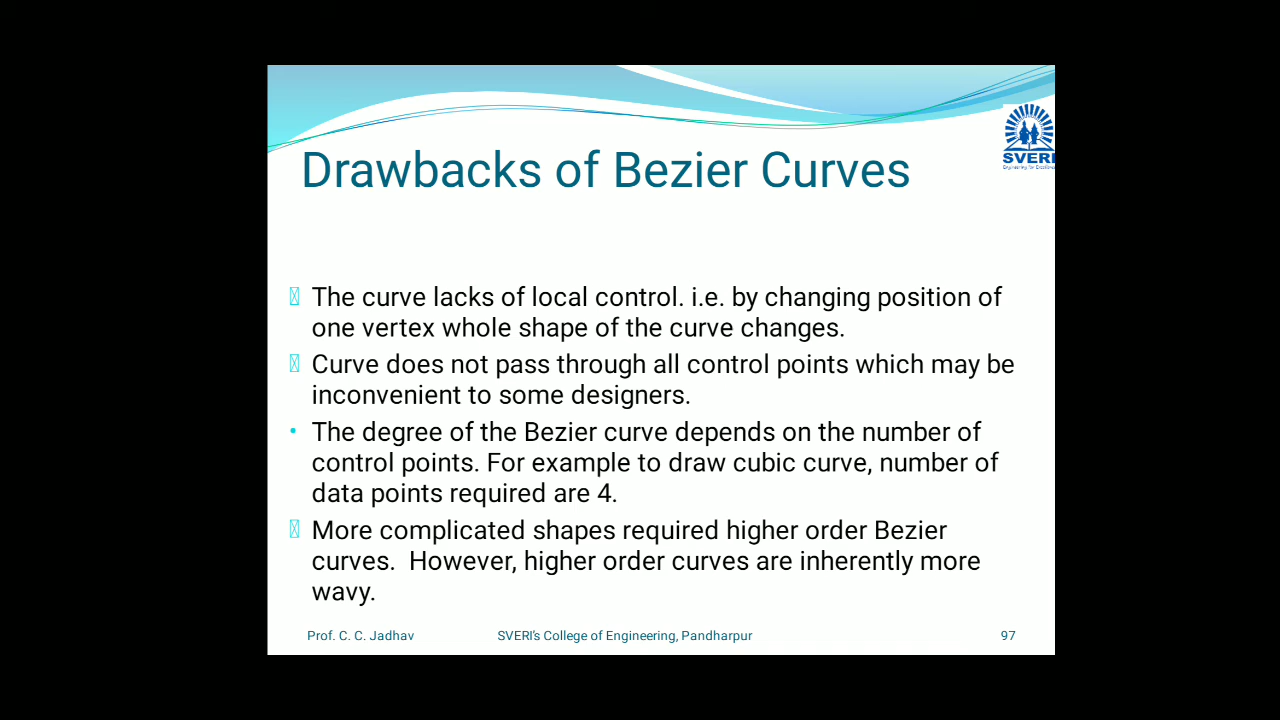 SVERI
Drawbacks of Bezier Curves
The curve lacks of local control. i.e. by changing position of
one vertex whole shape of the curve changes.
Curve does not pass through all control points which may be
inconvenient to some designers.
• The degree of the Bezier curve depends on the number of
control points. For example to draw cubic curve, number of
data points required are 4.
More complicated shapes required higher order Bezier
curves.  However, higher order curves are inherently more
wavy.
Prof. C. C. Jadhav SVERI's College of Engineering, Pandharpur 97